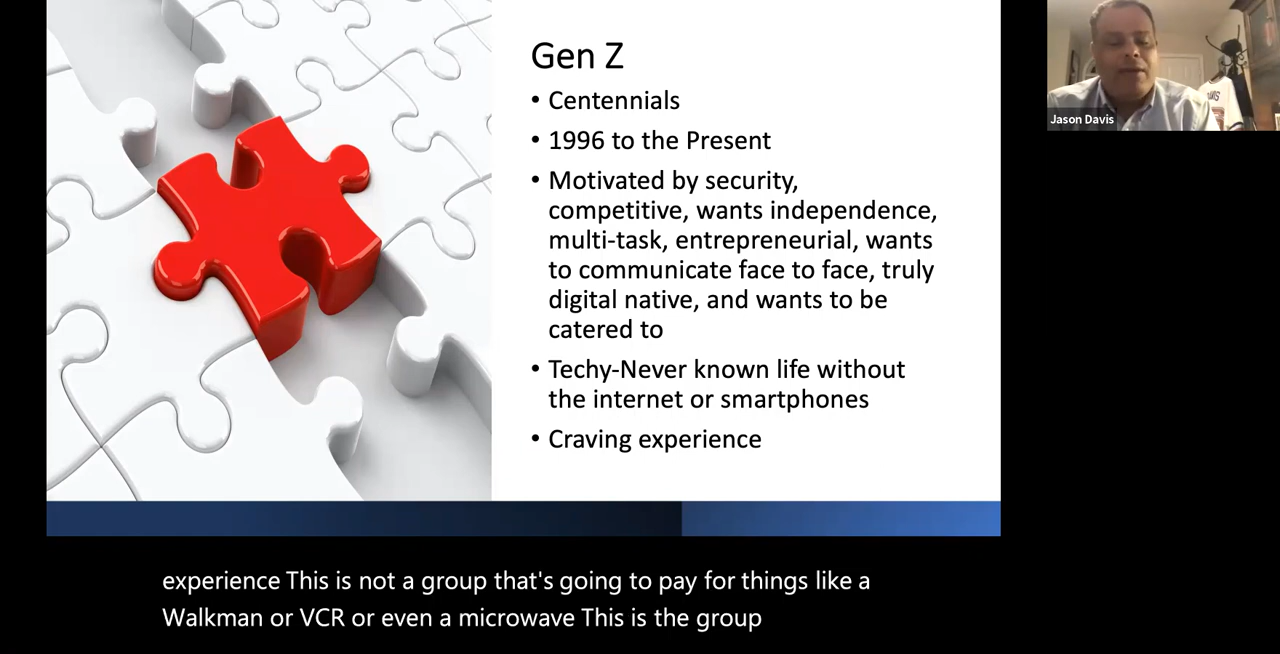 Gen Z
• Centennials
• 1996 to the Present
• Motivated by security,
competitive, wants independence,
multi-task, entrepreneurial, wants
to communicate face to face, truly
digital native, and wants to be
catered to
• Techy-Never known life without
the internet or smartphones
• Craving experience
Jason Davis
experience This is not a group that's going to pay for things like a
Walkman or VCR or even a microwave This is the group